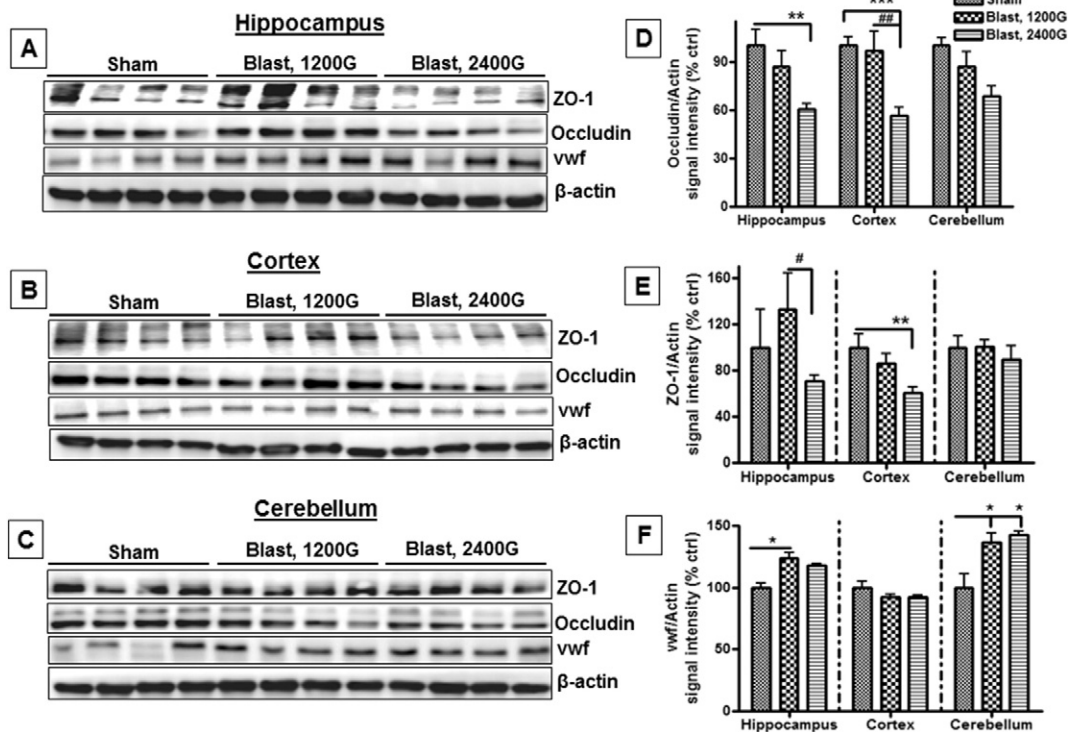 Hippocampus
A
Sham Blast, 1200G Blast, 2400G
ZO-1
Occludin
vwf
β-actin
Cortex
B
Sham Blast, 1200G Blast, 2400G
ZO-1
Occludin
vwf
β-actin
Cerebellum
C
Sham Blast, 1200G Blast, 2400G
ZO-1
Occludin
vwf
β-actin
Sham
Blast, 1200G
Blast, 2400G
D
** *** ##
Occludin/Actin
signal intensity (% ctrl)
90
60
30
0
Hippocampus Cortex Cerebellum
E
# **
ZO-1/Actin
signal intensity (% ctrl)
160
120
80
40
0
Hippocampus Cortex Cerebellum
F
* * *
vwf/Actin
signal intensity (% ctrl)
150
100
50
0
Hippocampus Cortex Cerebellum